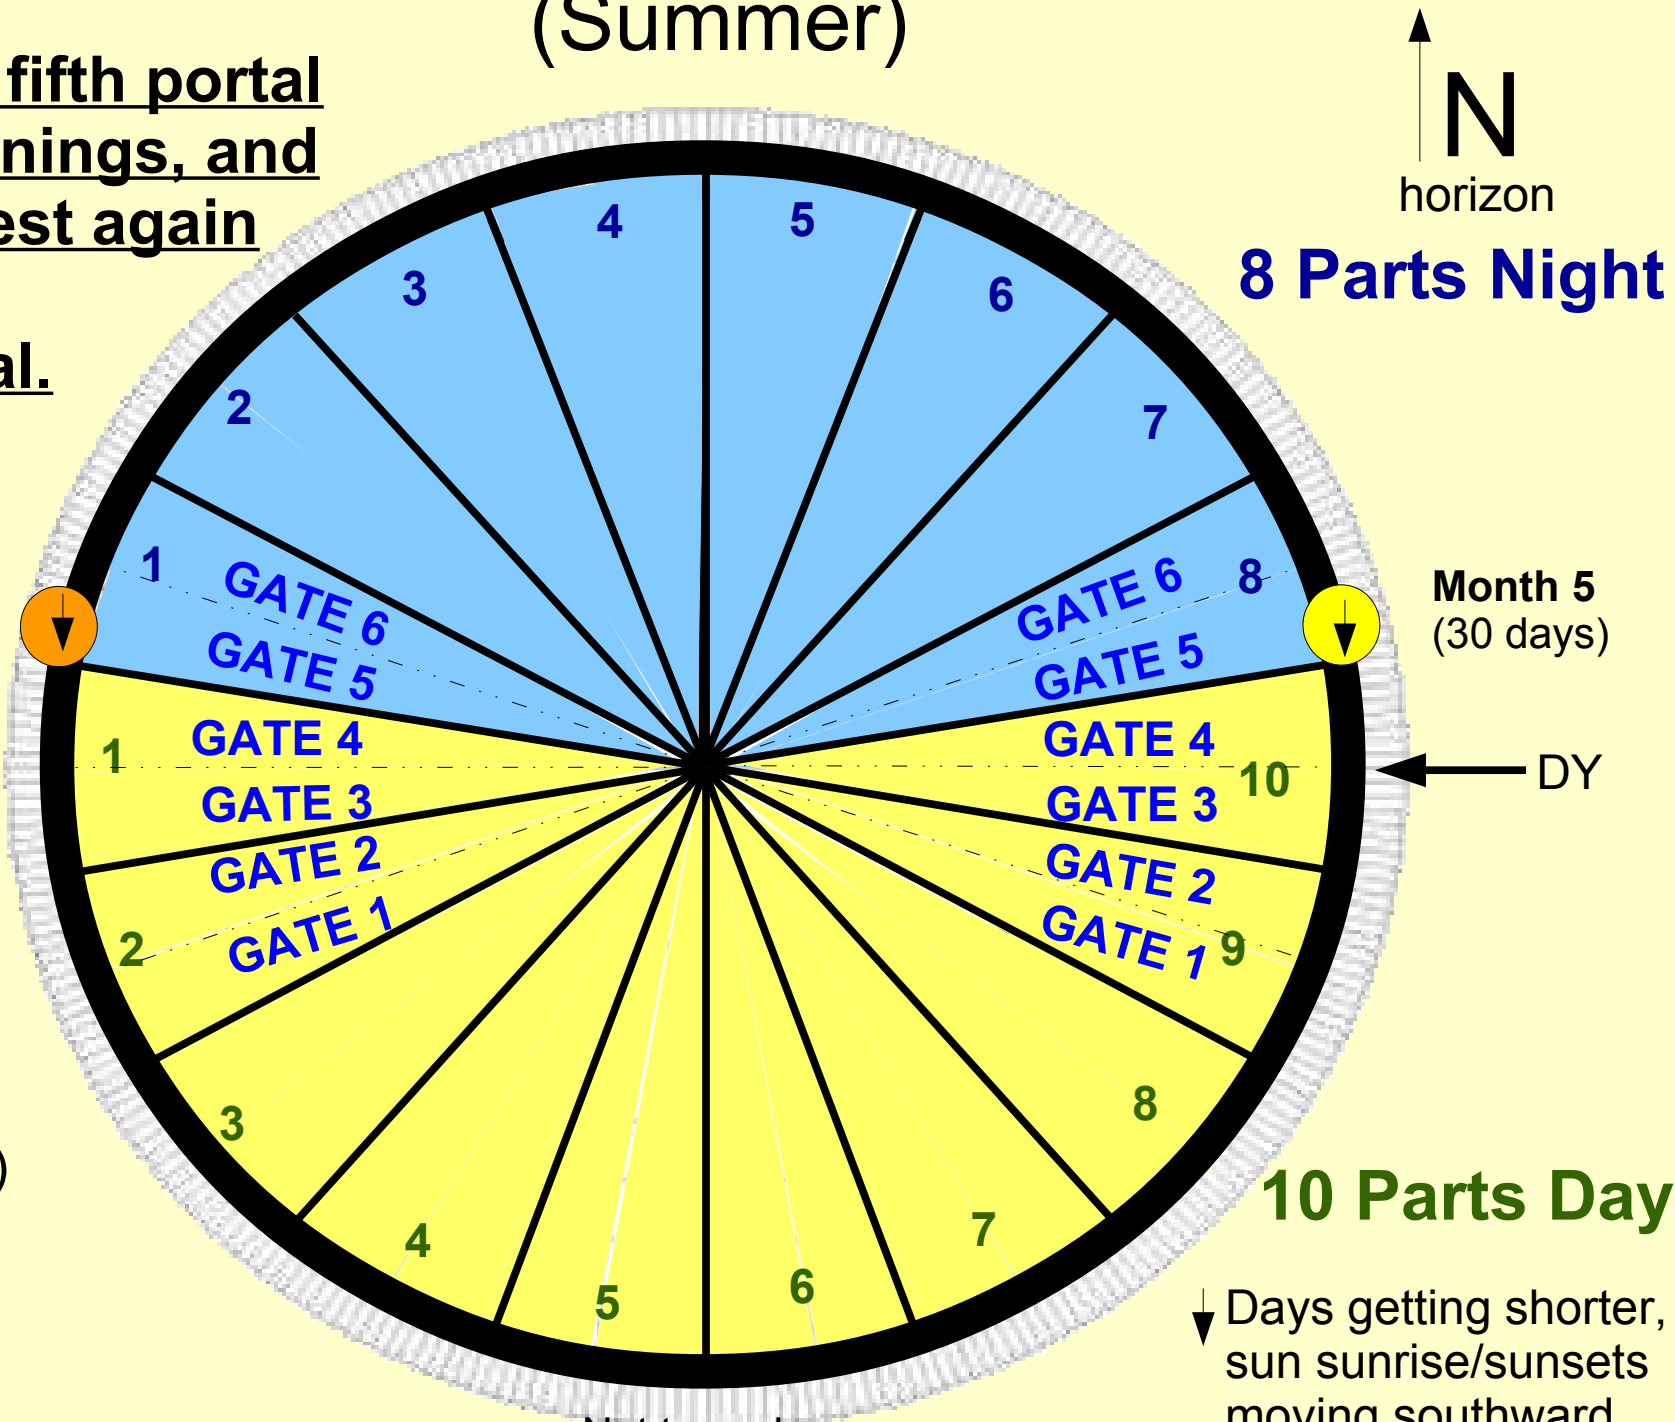 (Summer)
fifth portal
nings, and
est again
al.
N
horizon
8 Parts Night
4
5
3
6
2
7
1
GATE 6
GATE 6
8
GATE 5
GATE 5
Month 5
(30 days)
1
GATE 4
GATE 4
10
DY
GATE 3
GATE 3
GATE 2
GATE 2
2
GATE 1
GATE 1
9
3
8
4
7
5
6
)
10 Parts Day
Days getting shorter,
sun sunrise/sunsets
moving southward